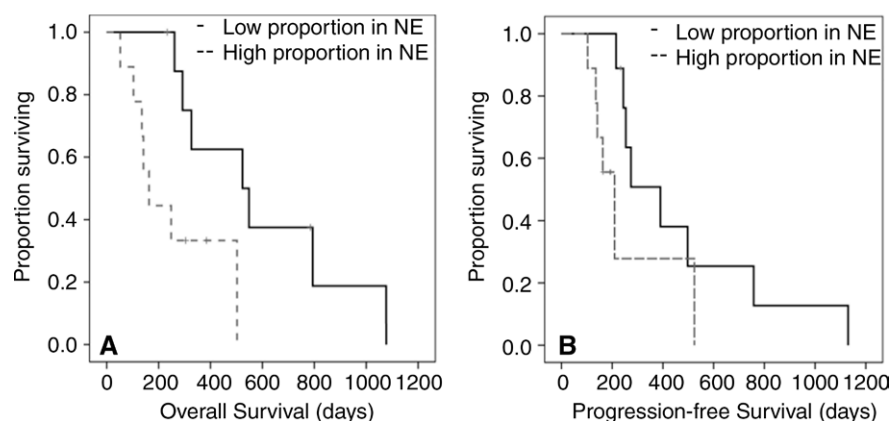 Low proportion in NE
High proportion in NE
Proportion surviving
1.0
0.8
0.6
0.4
0.2
0.0
A
0 200 400 600 800 1000 1200
Overall Survival (days)
Low proportion in NE
High proportion in NE
Proportion surviving
1.0
0.8
0.6
0.4
0.2
0.0
B
0 200 400 600 800 1000 1200
Progression-free Survival (days)